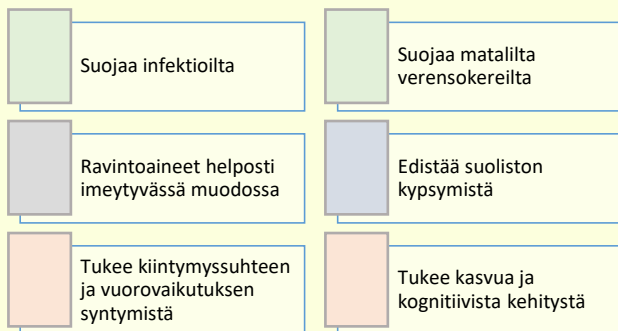 Suojaa infektioilta
Suojaa matalilta
verensokereilta
Ravintoaineet helposti
imeytyvässä muodossa
Edistää suoliston
kypsymistä
Tukee kiintymyssuhteen
ja vuorovaikutuksen
syntymistä
Tukee kasvua ja
kognitiivista kehitystä